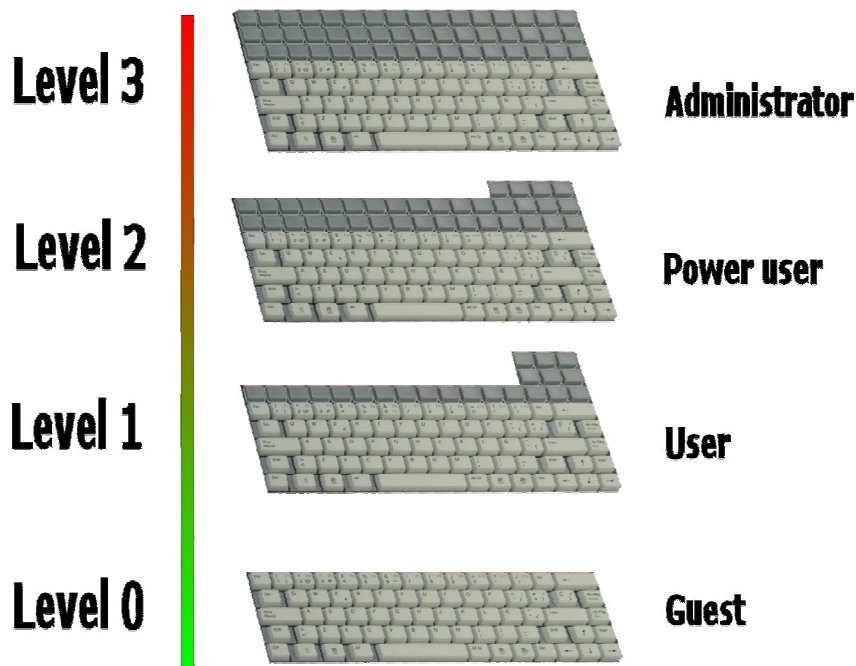 Level 3
Administrator
Level 2
Power user
Level 1
User
Level 0
Guest